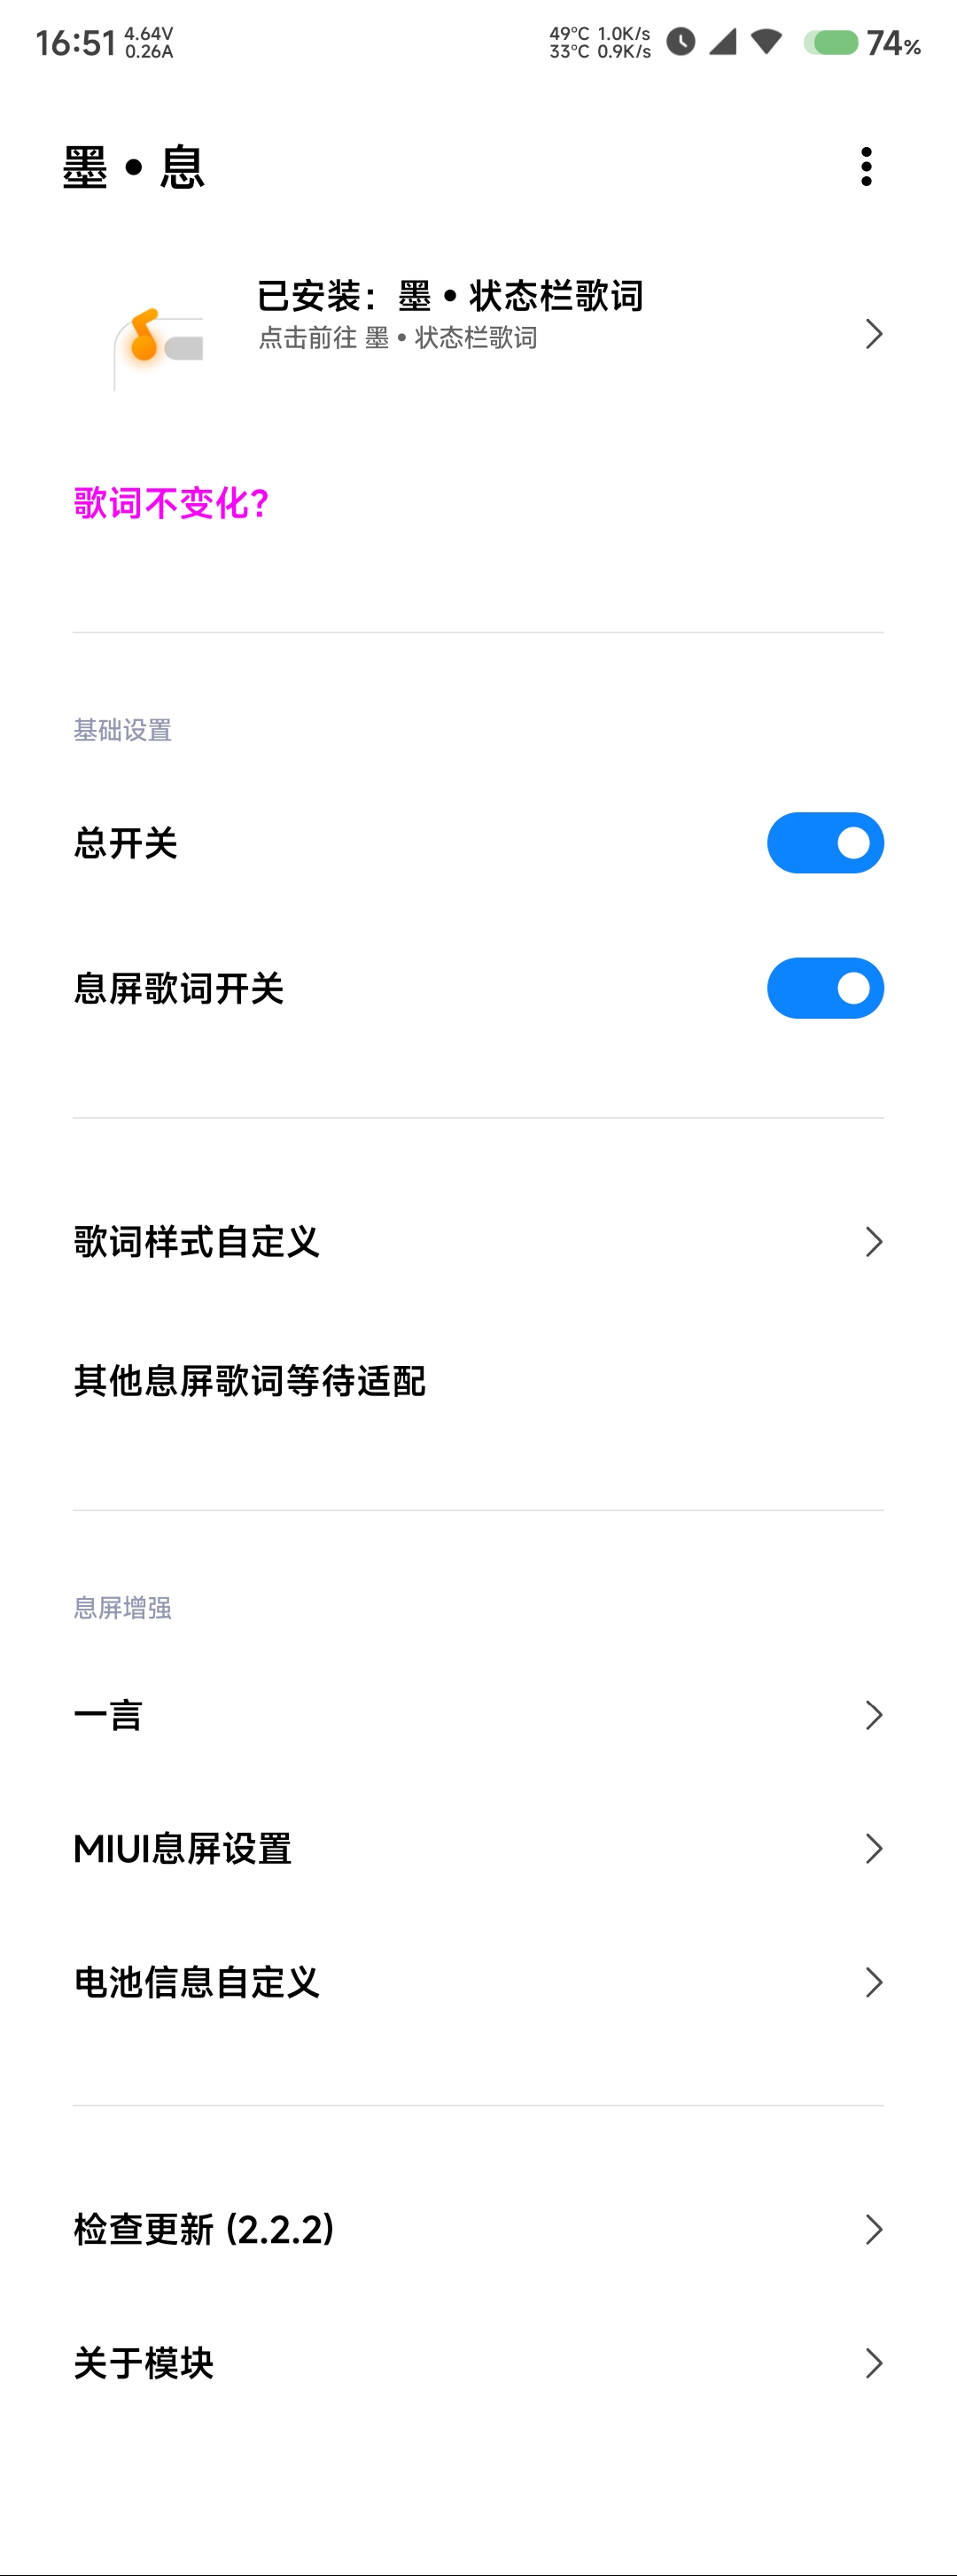 16:51 4.64V 0.26A 49°C 1.0K/s 33°C 0.9K/s 74%
墨 • 息
已安装：墨 • 状态栏歌词
点击前往 墨 • 状态栏歌词
歌词不变化？
基础设置
总开关
息屏歌词开关
歌词样式自定义
其他息屏歌词等待适配
息屏增强
一言
MIUI息屏设置
电池信息自定义
检查更新 (2.2.2)
关于模块